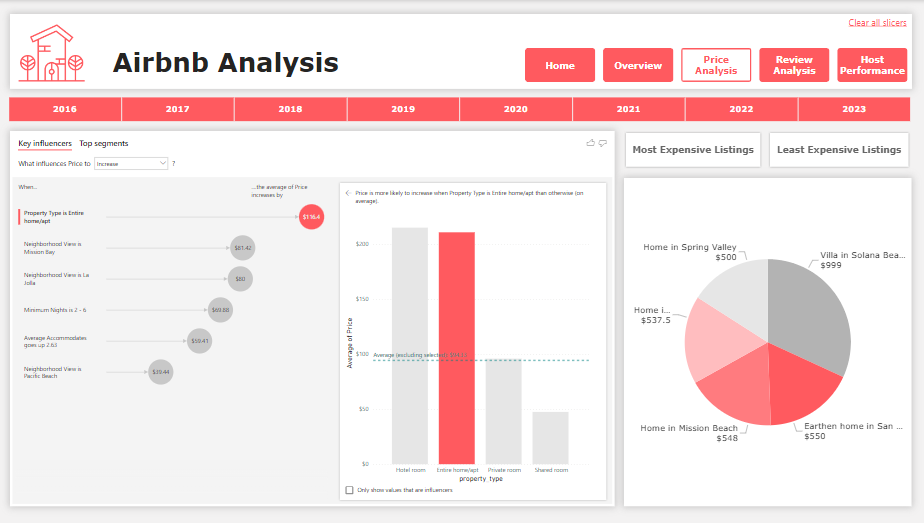 Clear all slicers
Airbnb Analysis
Home
Overview
Price
Analysis
Review
Analysis
Host
Performance
2016
2017
2018
2019
2020
2021
2022
2023
Key influencers
Top segments
What influences Price to
Increase
?
When...
...the average of Price
increases by
Property Type is Entire
home/apt
$116.4
Neighborhood View is
Mission Bay
$81.42
Neighborhood View is La
Jolla
$80
Minimum Nights is 2 - 6
$69.88
Average Accommodates
goes up 2.63
$59.41
Neighborhood View is
Pacific Beach
$39.44
Price is more likely to increase when Property Type is Entire home/apt than otherwise (on
average).
$200
$150
$100
$50
$0
Average of Price
Average (excluding selected):
Hotel room
Entire home/apt
Private room
Shared room
property_type
Only show values that are influencers
Most Expensive Listings
Least Expensive Listings
Home in Spring Valley
$500
Villa in Solana Bea...
$999
Home i...
$537.5
Home in Mission Beach
$548
Earthen home in San ...
$550